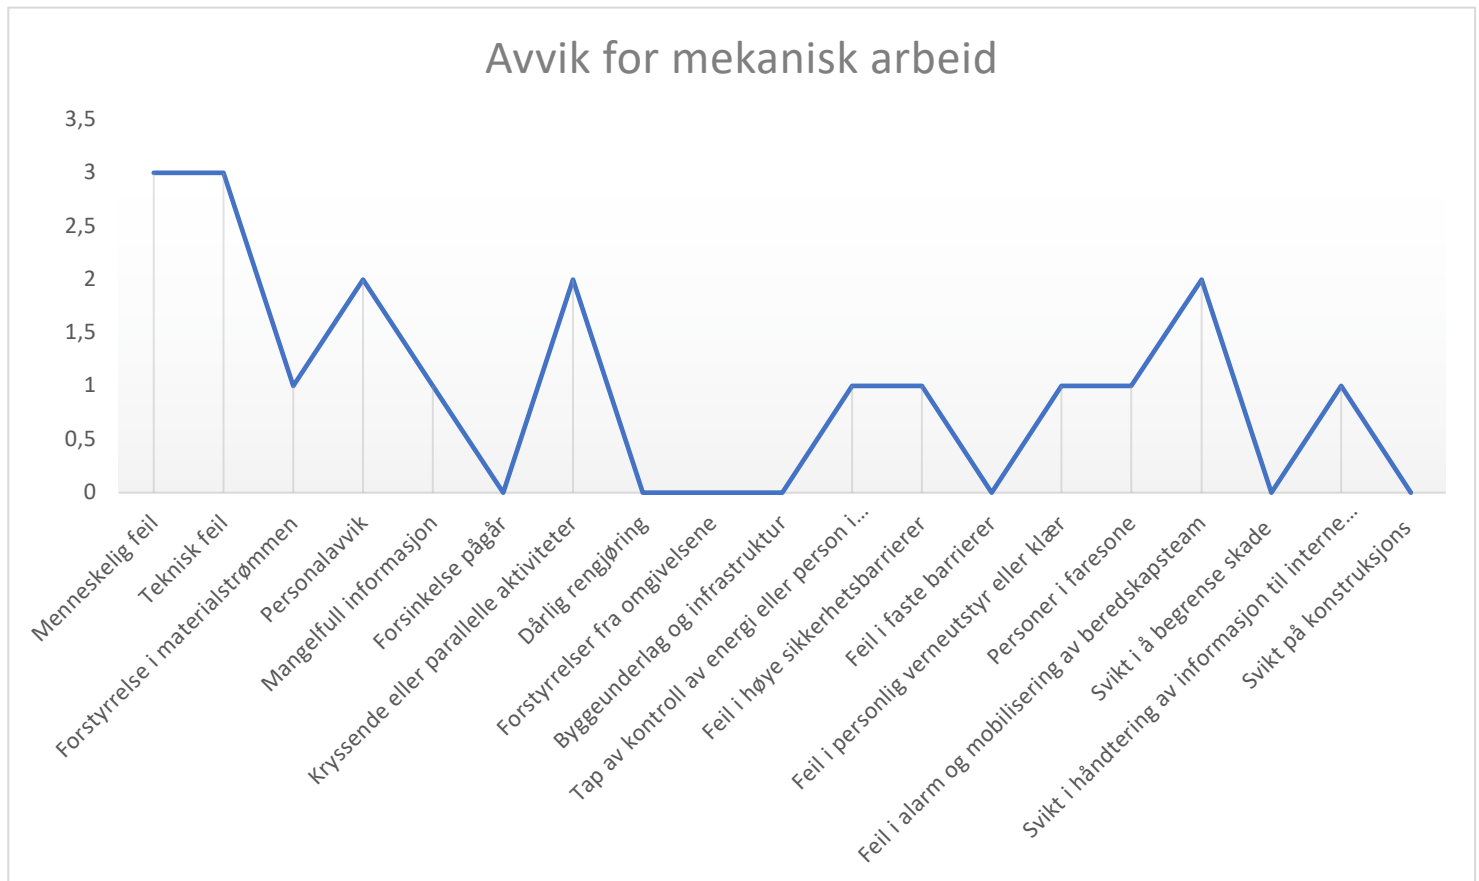 Avvik for mekanisk arbeid
3,5
3
2,5
2
1,5
1
0,5
0
Menneskelig feil
Teknisk feil
Forstyrrelse i materialstrømmen
Personalavvik
Mangelfull informasjon
Forsinkelse pågår
Kryssende eller paralelle aktiviteter
Dårlig rengjøring
Forstyrrelser fra omgivelsene
Byggeunderlag og infrastruktur
Tap av kontroll av energi eller person i...
Feil i høye sikkerhetsbarrierer
Feil i faste barrierer
Feil i personlig verneutstyr eller klær
Personer i faresone
Feil i alarm og mobilisering av beredskapsteam
Svikt i å begrense skade
Svikt i håndtering av informasjon til interne...
Svikt på konstruksjons